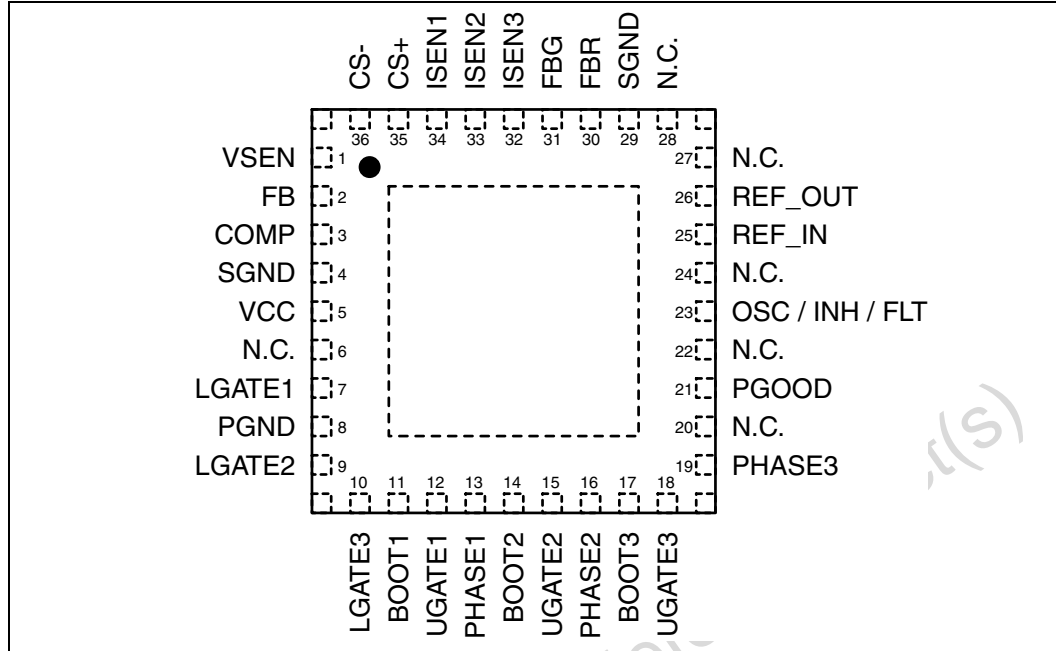 CS-
CS+
ISEN1
ISEN2
ISEN3
FBG
FBR
SGND
N.C.
36
35
34
33
32
31
30
29
28
VSEN 1
FB 2
COMP 3
SGND 4
VCC 5
N.C. 6
LGATE1 7
PGND 8
LGATE2 9
27 N.C.
26 REF_OUT
25 REF_IN
24 N.C.
23 OSC / INH / FLT
22 N.C.
21 PGOOD
20 N.C.
19 PHASE3
10
11
12
13
14
15
16
17
18
LGATE3
BOOT1
UGATE1
PHASE1
BOOT2
UGATE2
PHASE2
BOOT3
UGATE3